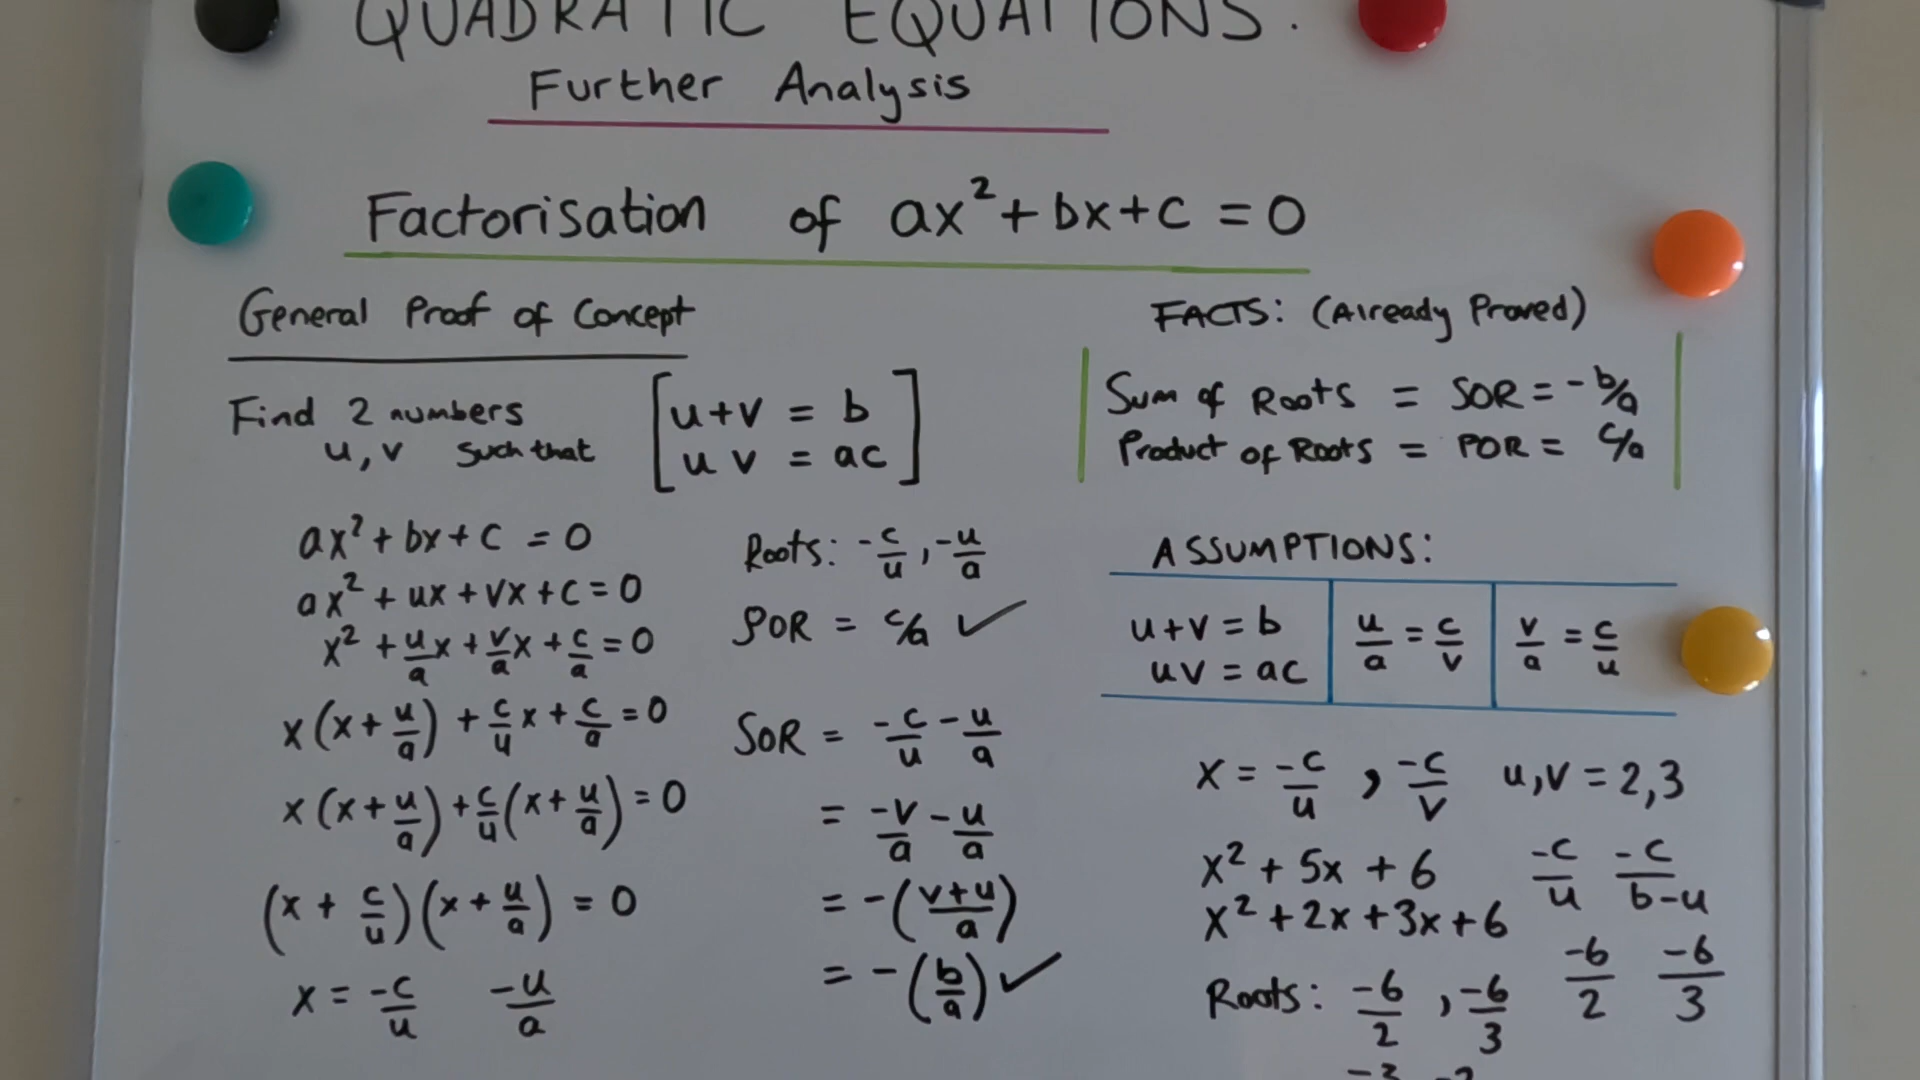 QUADRATIC EQUATIONS.
Further Analysis
Factorisation of ax²+bx+c = 0
General Proof of Concept
Find 2 numbers
u, v such that
[u+v = b
u v = ac]
ax² + bx + c = 0
ax² + ux + vx + c = 0
x² + u/a x + v/a x + c/a = 0
x(x + u/a) + c/u x + c/a = 0
x(x + u/a) + c/u(x + u/a) = 0
(x + c/u)(x + u/a) = 0
x = -c/u -u/a
Roots: -c/u, -u/a
POR = c/a ✓
SOR = -c/u - u/a
= -v/a - u/a
= -(v+u/a)
= -(b/a) ✓
FACTS: (Already Proved)
Sum of Roots = SOR = -b/a
Product of Roots = POR = c/a
ASSUMPTIONS:
u+v = b
uv = ac
u/a = c/v
v/a = c/u
x = -c/u, -c/v u,v = 2,3
x² + 5x + 6
x² + 2x + 3x + 6
Roots: -6/2, -6/3
-c/u -c/b-u
-6/2 -6/3